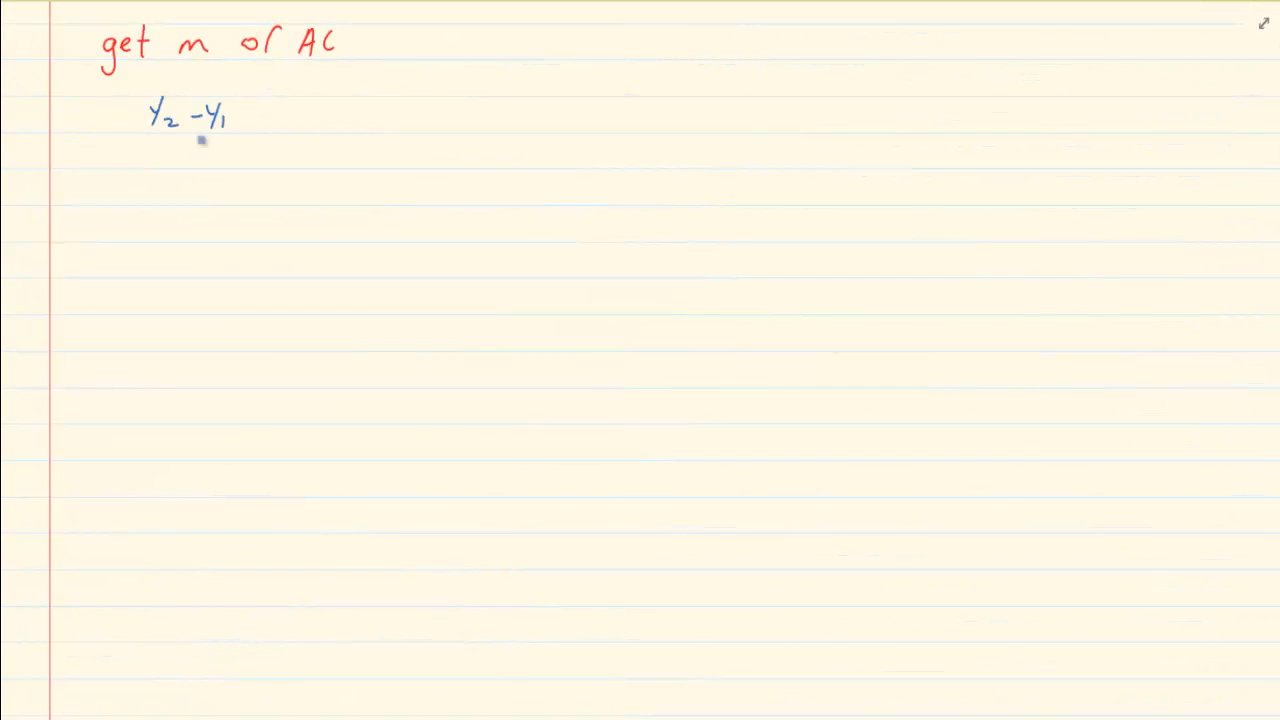 get m of AC
y₂ - y₁